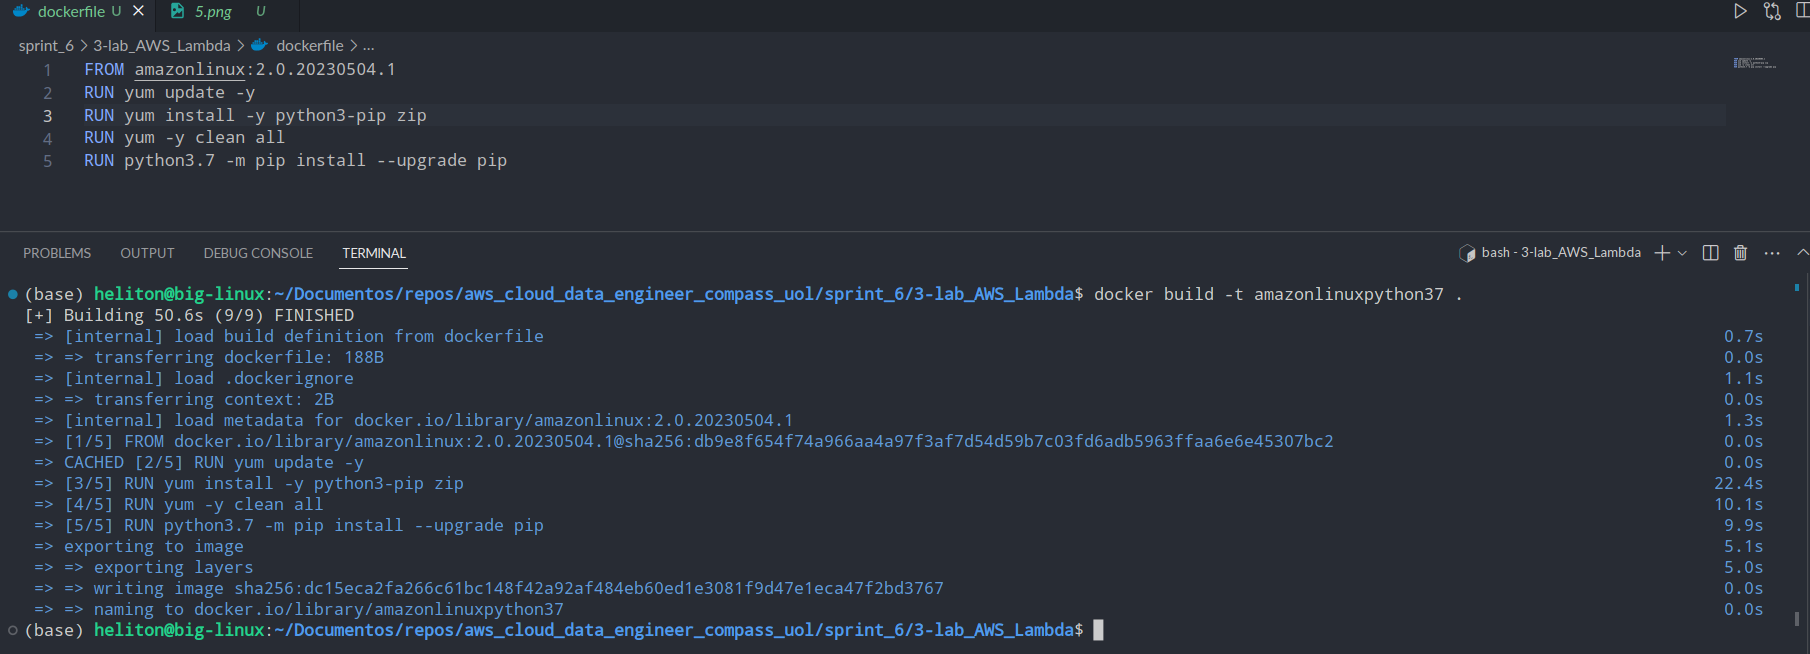 dockerfile U 5.png U
sprint_6 > 3-lab_AWS_Lambda > dockerfile > ...
1 FROM amazonlinux:2.0.20230504.1
2 RUN yum update -y
3 RUN yum install -y python3-pip zip
4 RUN yum -y clean all
5 RUN python3.7 -m pip install --upgrade pip
PROBLEMS OUTPUT DEBUG CONSOLE TERMINAL bash - 3-lab_AWS_Lambda
(base) heliton@big-linux:~/Documentos/repos/aws_cloud_data_engineer_compass_uol/sprint_6/3-lab_AWS_Lambda$ docker build -t amazonlinuxpython37 .
[+] Building 50.6s (9/9) FINISHED
=> [internal] load build definition from dockerfile 0.7s
=> => transferring dockerfile: 188B 0.0s
=> [internal] load .dockerignore 1.1s
=> => transferring context: 2B 0.0s
=> [internal] load metadata for docker.io/library/amazonlinux:2.0.20230504.1 1.3s
=> [1/5] FROM docker.io/library/amazonlinux:2.0.20230504.1@sha256:db9e8f654f74a966aa4a97f3af7d54d59b7c03fd6adb5963ffaa6e6e45307bc2 0.0s
=> CACHED [2/5] RUN yum update -y 0.0s
=> [3/5] RUN yum install -y python3-pip zip 22.4s
=> [4/5] RUN yum -y clean all 10.1s
=> [5/5] RUN python3.7 -m pip install --upgrade pip 9.9s
=> exporting to image 5.1s
=> => exporting layers 5.0s
=> => writing image sha256:dc15eca2fa266c61bc148f42a92af484eb60ed1e3081f9d47e1eca47f2bd3767 0.0s
=> => naming to docker.io/library/amazonlinuxpython37 0.0s
(base) heliton@big-linux:~/Documentos/repos/aws_cloud_data_engineer_compass_uol/sprint_6/3-lab_AWS_Lambda$